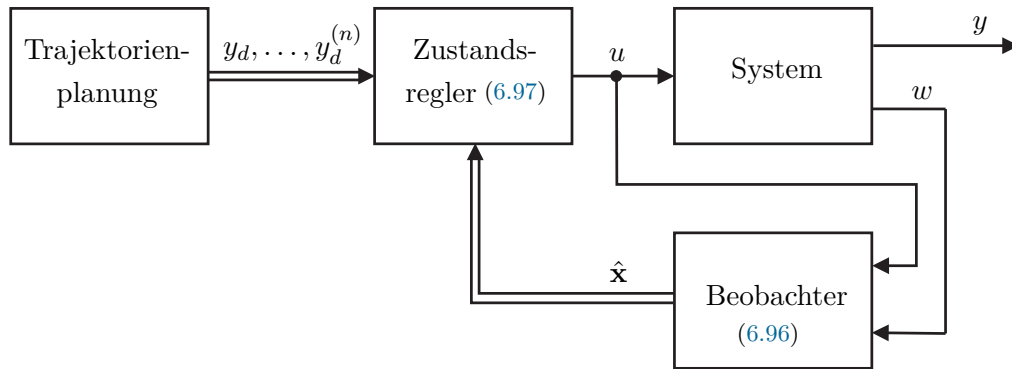 Trajektorien-
planung
y_d, . . . , y_d^{(n)}
Zustands-
regler (6.97)
u
System
y
w
x̂
Beobachter
(6.96)